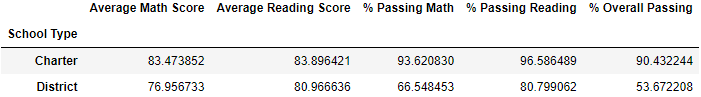 Average Math Score Average Reading Score % Passing Math % Passing Reading % Overall Passing
School Type
Charter 83.473852 83.896421 93.620830 96.586489 90.432244
District 76.956733 80.966636 66.548453 80.799062 53.672208